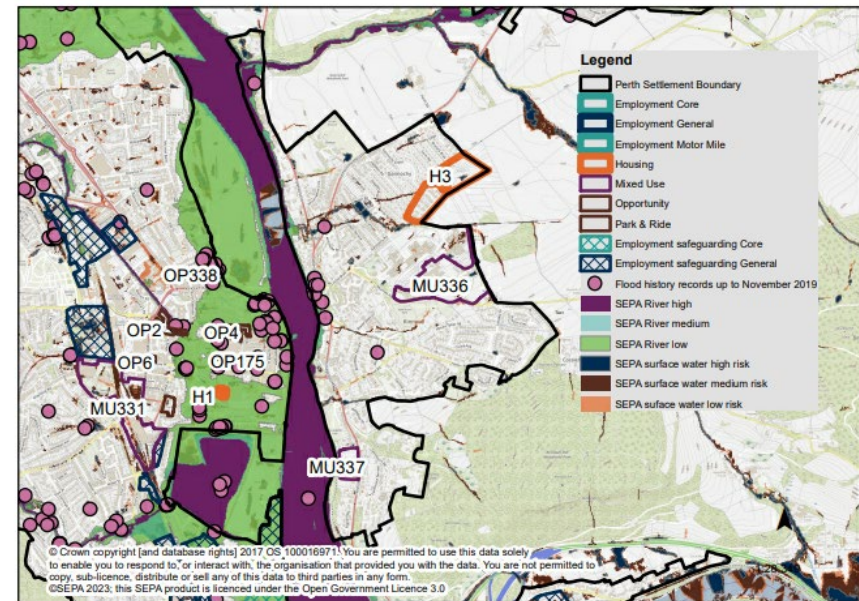 Legend
Perth Settlement Boundary
Employment Core
Employment General
Employment Motor Mile
Housing
Mixed Use
Opportunity
Park & Ride
Employment safeguarding Core
Employment safeguarding General
Flood history records up to November 2019
SEPA River high
SEPA River medium
SEPA River low
SEPA surface water high risk
SEPA surface water medium risk
SEPA suface water low risk
H3
MU336
OP338
OP2
OP4
OP6
OP175
H1
MU331
MU337
© Crown copyright [and database rights] 2017 OS 100016971. You are permitted to use this data solely
to enable you to respond to, or interact with, the organisation that provided you with the data. You are not permitted to
copy, sub-licence, distribute or sell any of this data to third parties in any form.
©SEPA 2023; this SEPA product is licenced under the Open Government Licence 3.0